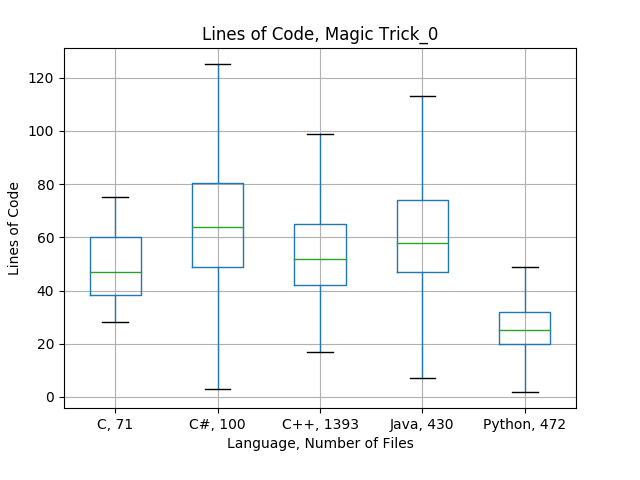 Lines of Code, Magic Trick_0
Lines of Code
120
100
80
60
40
20
0
C, 71
C#, 100
C++, 1393
Java, 430
Python, 472
Language, Number of Files